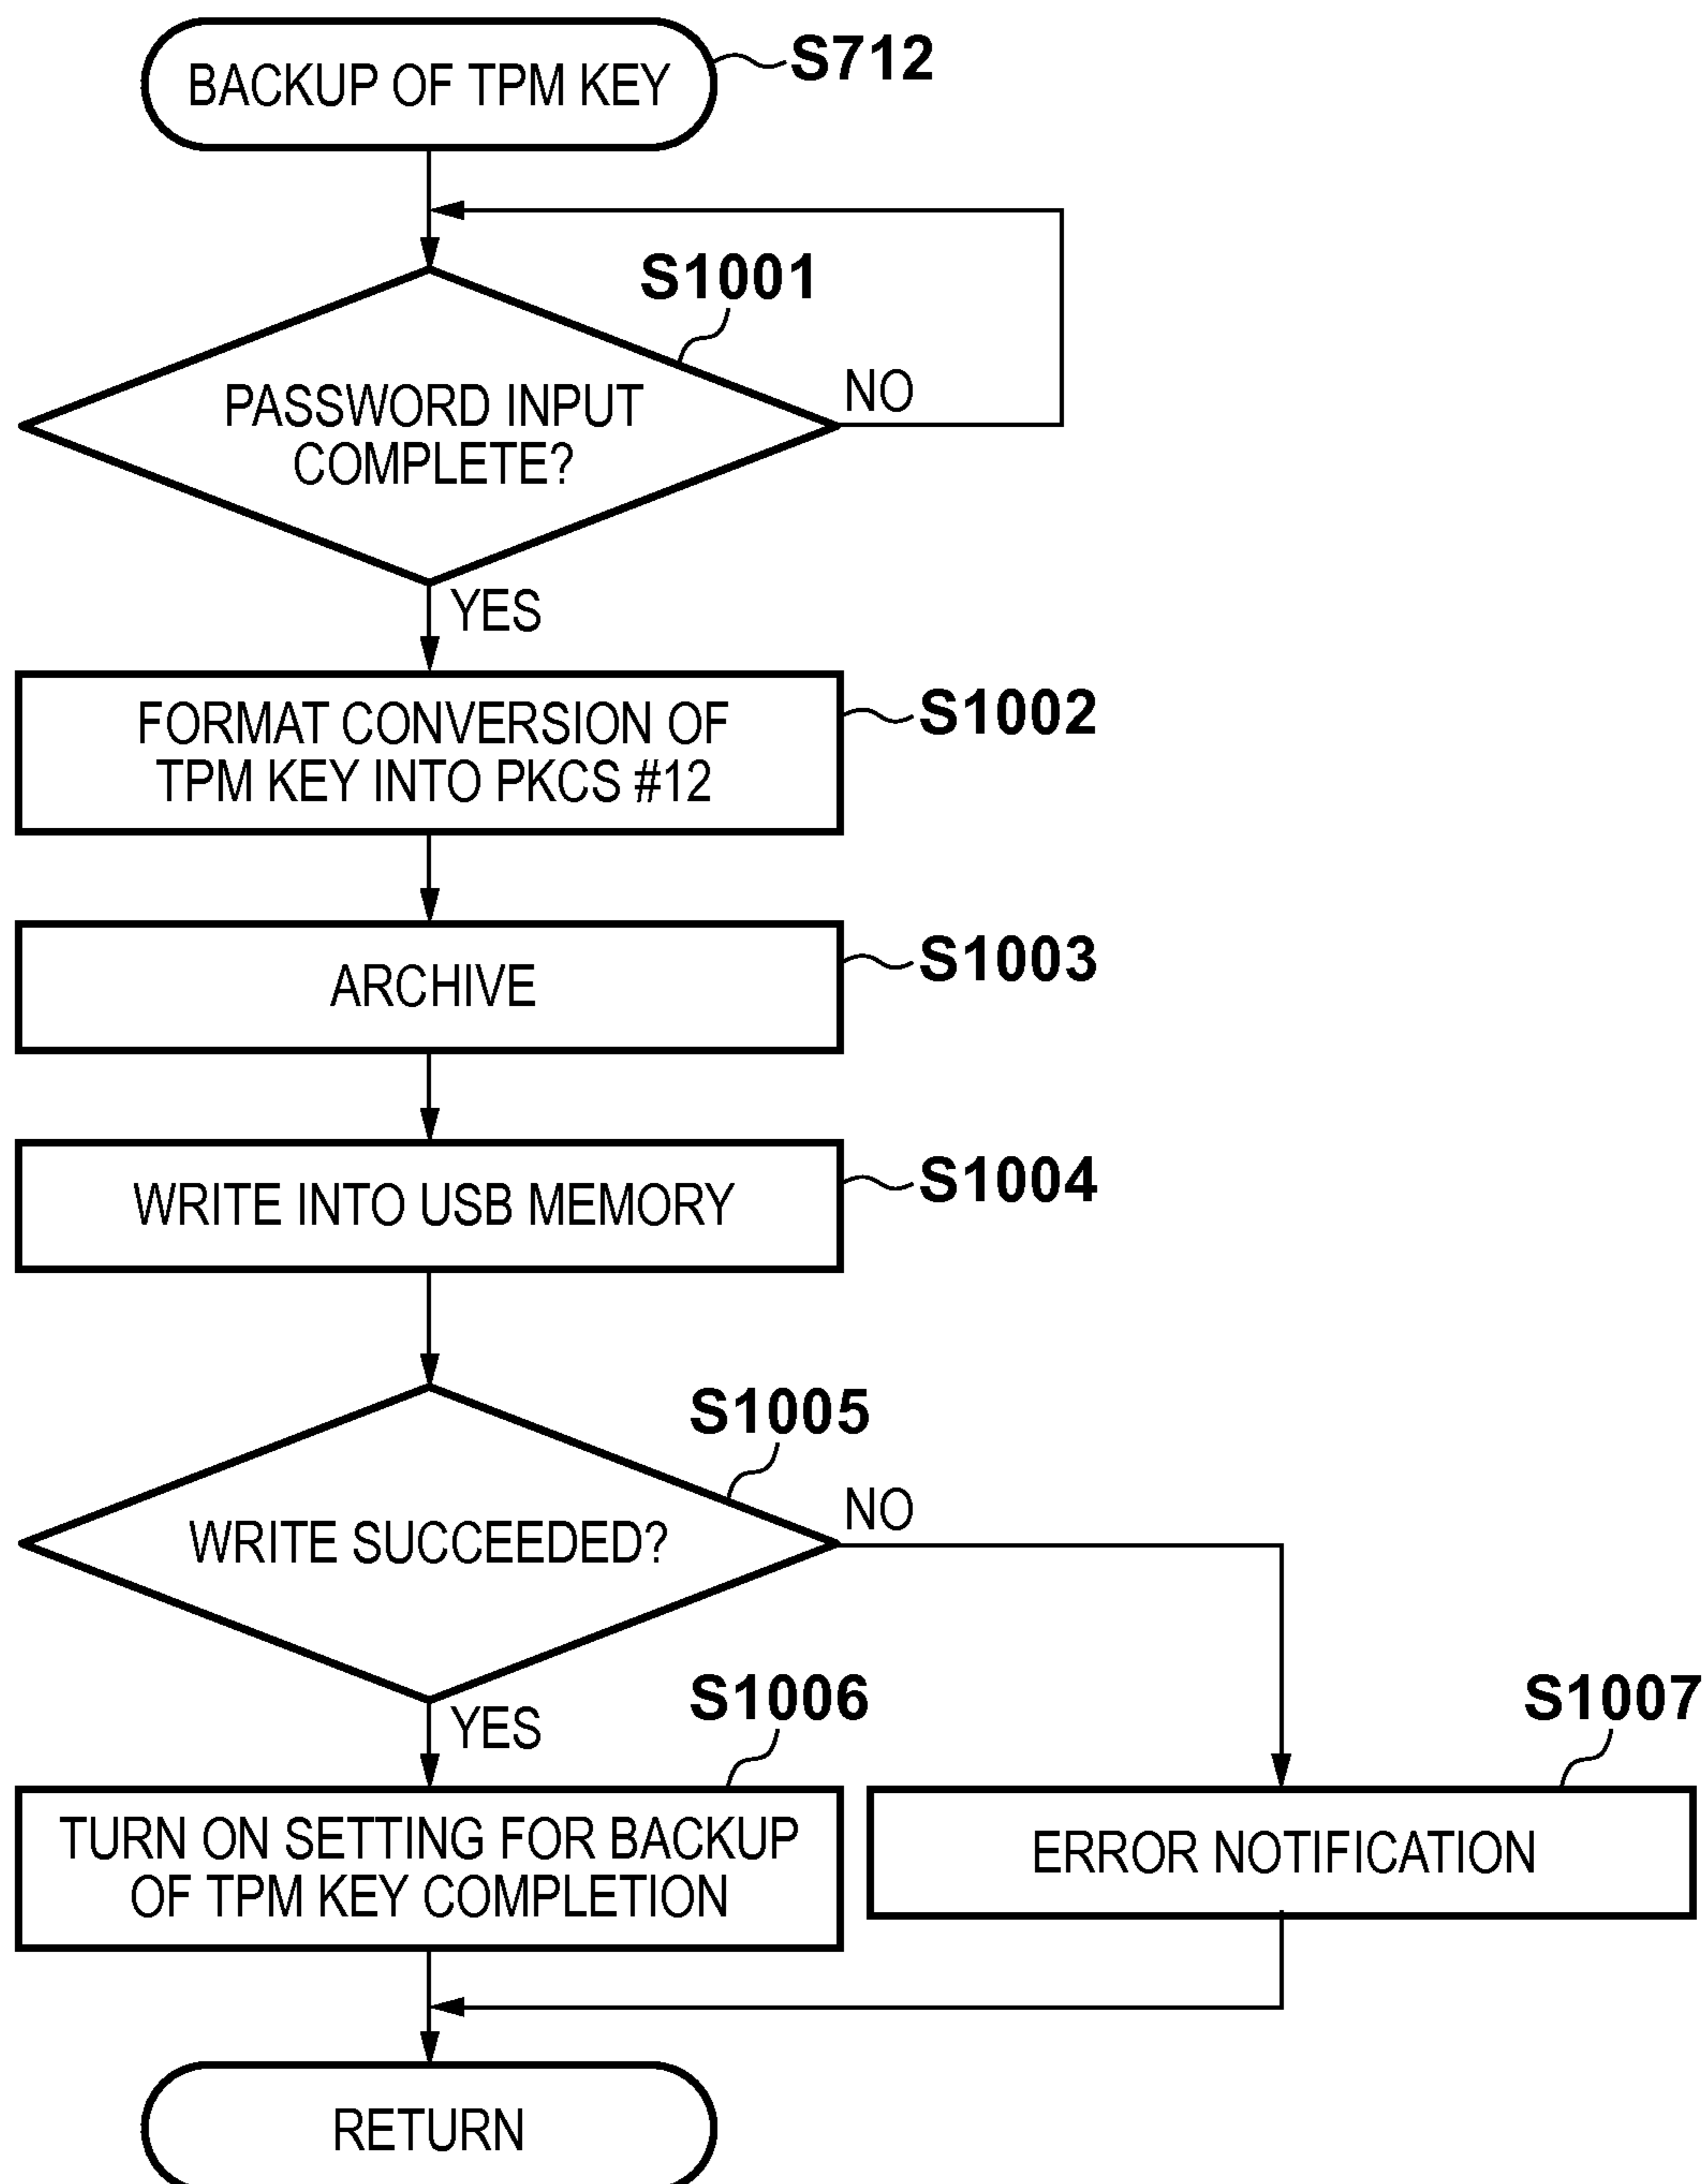 BACKUP OF TPM KEY
S712
S1001
PASSWORD INPUT
COMPLETE?
NO
YES
FORMAT CONVERSION OF
TPM KEY INTO PKCS #12
S1002
ARCHIVE
S1003
WRITE INTO USB MEMORY
S1004
S1005
WRITE SUCCEEDED?
NO
YES
S1006
S1007
TURN ON SETTING FOR BACKUP
OF TPM KEY COMPLETION
ERROR NOTIFICATION
RETURN